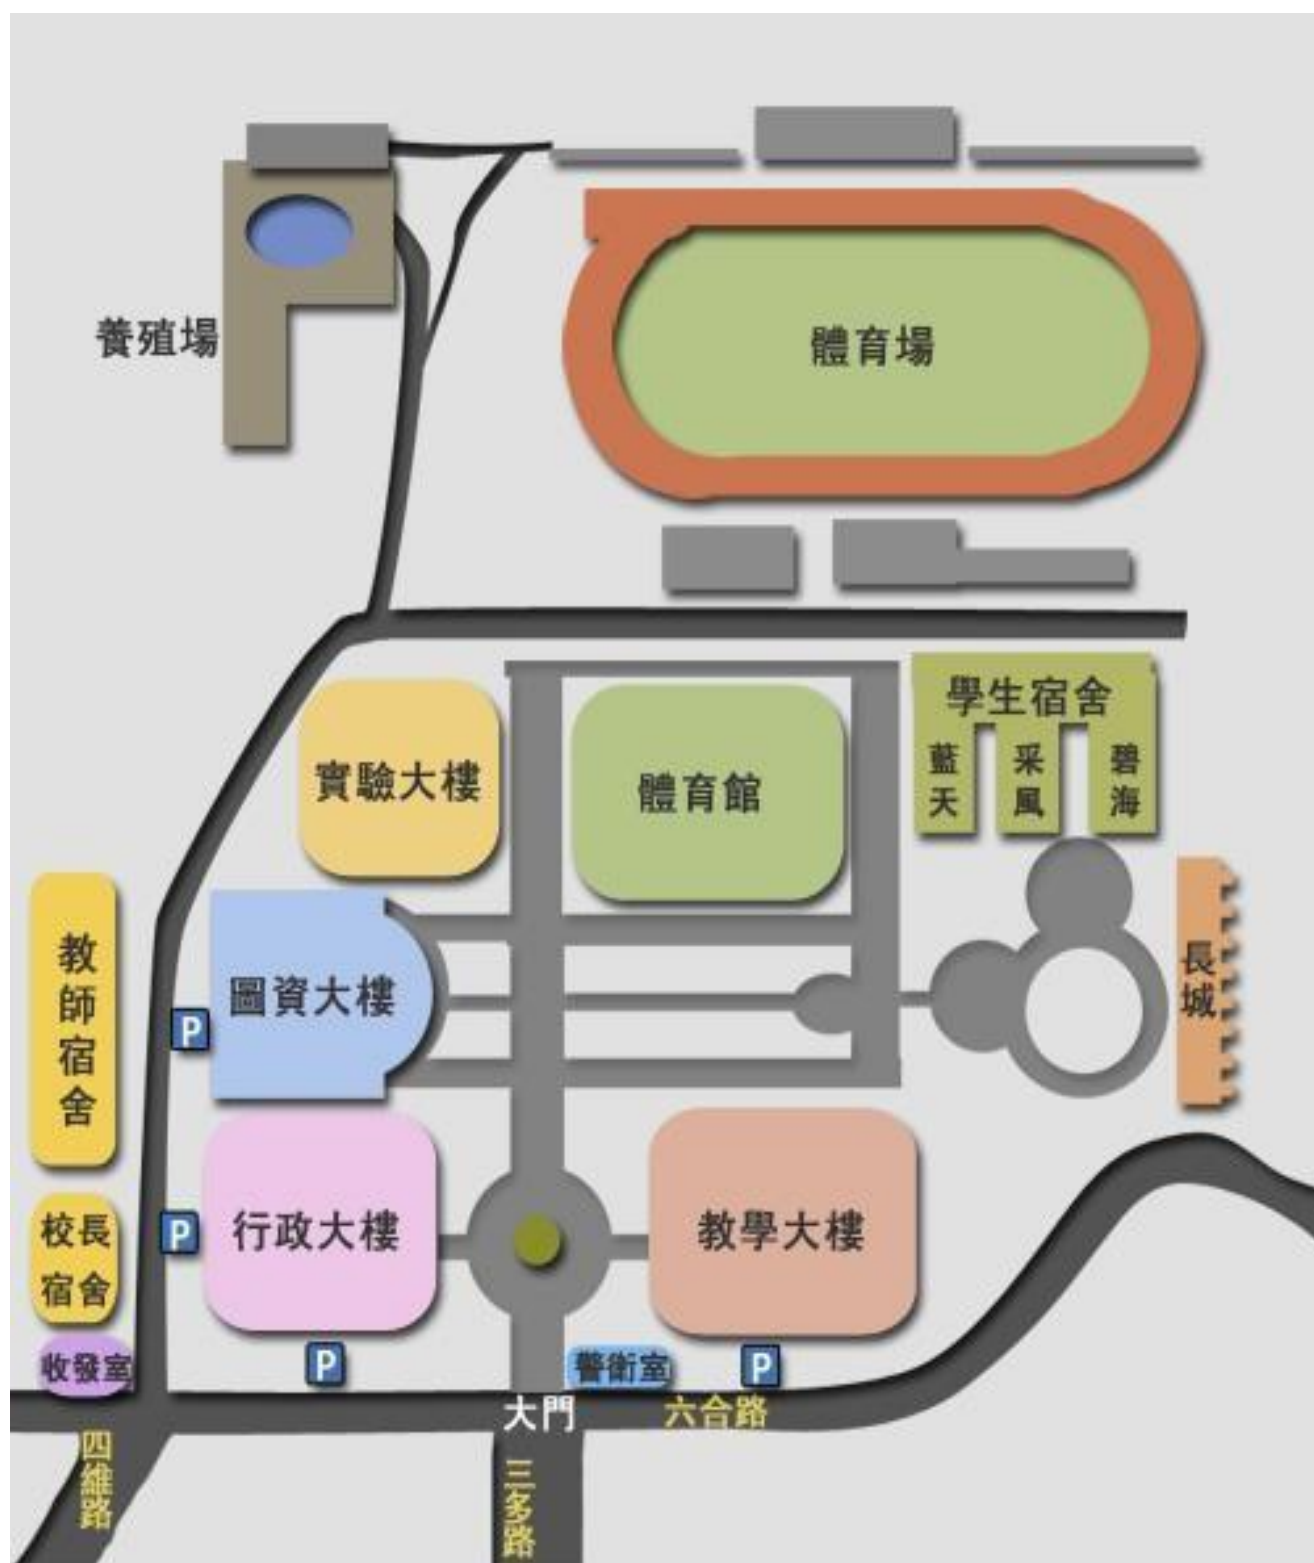 養殖場
體育場
學生宿舍
藍天
采風
碧海
實驗大樓
體育館
教師宿舍
圖資大樓
長城
P
校長
宿舍
P
行政大樓
教學大樓
收發室
P
警衛室
P
大門
六合路
四維路
三多路